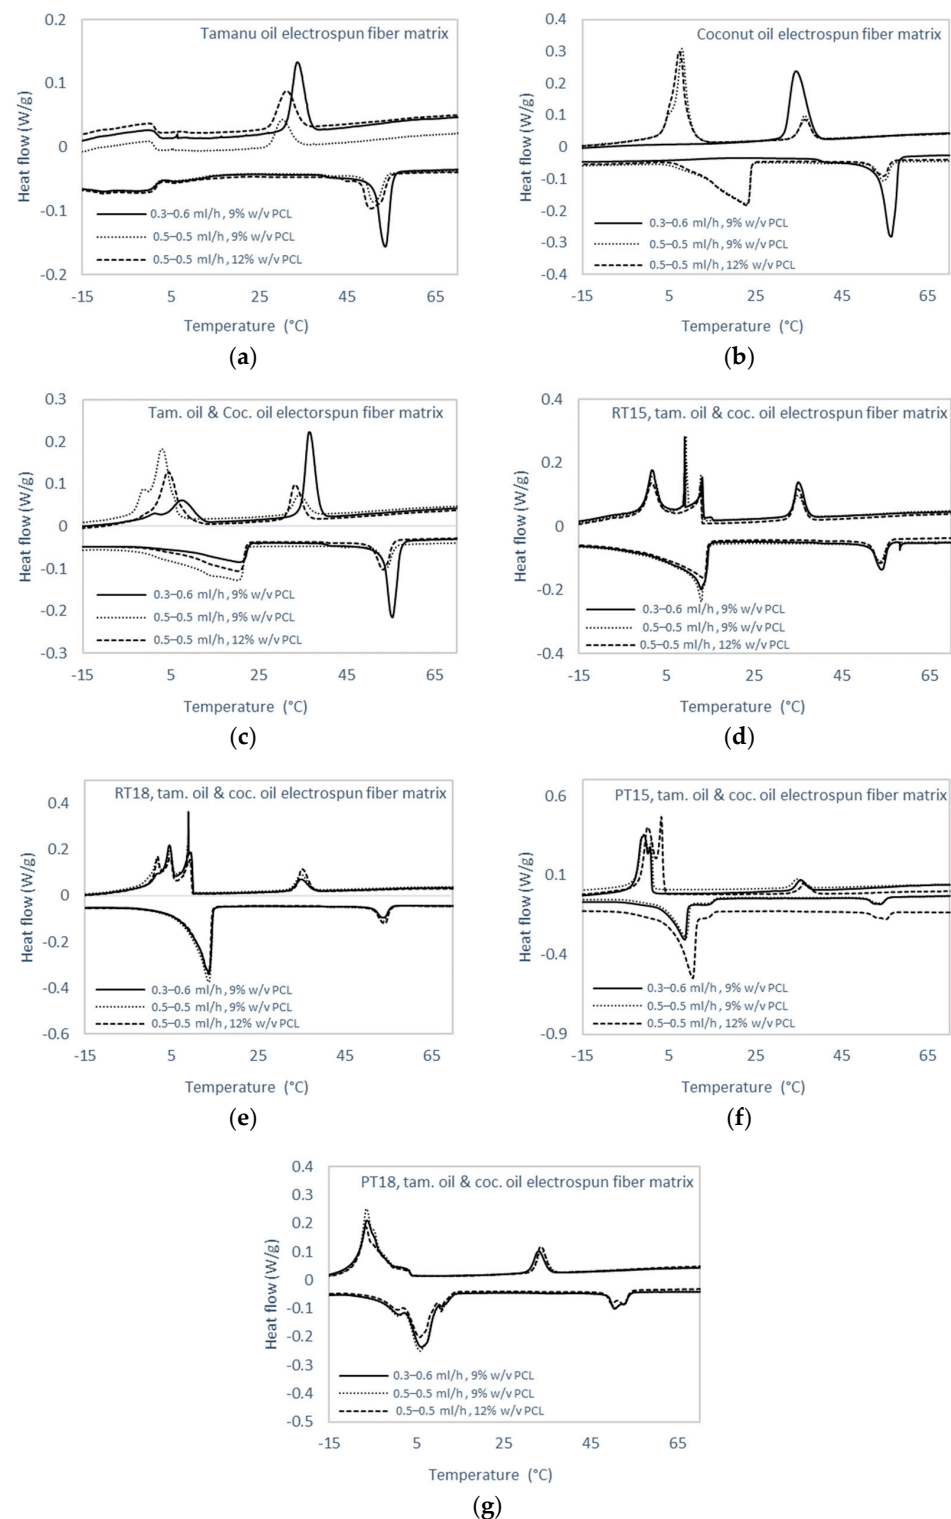 Tamanu oil electrospun fiber matrix
Heat flow (W/g)
0.2
0.1
0
-0.1
-0.2
0.3–0.6 ml/h, 9% w/v PCL
0.5–0.5 ml/h, 9% w/v PCL
0.5–0.5 ml/h, 12% w/v PCL
-15 5 25 45 65
Temperature (°C)
(a)
Coconut oil electrospun fiber matrix
Heat flow (W/g)
0.4
0.3
0.2
0.1
0
-0.1
-0.2
-0.3
-0.4
0.3–0.6 ml/h, 9% w/v PCL
0.5–0.5 ml/h, 9% w/v PCL
0.5–0.5 ml/h, 12% w/v PCL
-15 5 25 45 65
Temperature (°C)
(b)
Tam. oil & Coc. oil electorspun fiber matrix
Heat flow (W/g)
0.3
0.2
0.1
0
-0.1
-0.2
-0.3
0.3–0.6 ml/h, 9% w/v PCL
0.5–0.5 ml/h, 9% w/v PCL
0.5–0.5 ml/h, 12% w/v PCL
-15 5 25 45 65
Temperature (°C)
(c)
RT15, tam. oil & coc. oil electrospun fiber matrix
Heat flow (W/g)
0.4
0.2
0
-0.2
-0.4
0.3–0.6 ml/h, 9% w/v PCL
0.5–0.5 ml/h, 9% w/v PCL
0.5–0.5 ml/h, 12% w/v PCL
-15 5 25 45 65
Temperature (°C)
(d)
RT18, tam. oil & coc. oil electrospun fiber matrix
Heat flow (W/g)
0.4
0.2
0
-0.2
-0.4
-0.6
0.3–0.6 ml/h, 9% w/v PCL
0.5–0.5 ml/h, 9% w/v PCL
0.5–0.5 ml/h, 12% w/v PCL
-15 5 25 45 65
Temperature (°C)
(e)
PT15, tam. oil & coc. oil electrospun fiber matrix
Heat flow (W/g)
0.6
0.1
-0.4
-0.9
0.3–0.6 ml/h, 9% w/v PCL
0.5–0.5 ml/h, 9% w/v PCL
0.5–0.5 ml/h, 12% w/v PCL
-15 5 25 45 65
Temperature (°C)
(f)
PT18, tam. oil & coc. oil electrospun fiber matrix
Heat flow (W/g)
0.4
0.3
0.2
0.1
0
-0.1
-0.2
-0.3
-0.4
-0.5
0.3–0.6 ml/h, 9% w/v PCL
0.5–0.5 ml/h, 9% w/v PCL
0.5–0.5 ml/h, 12% w/v PCL
-15 5 25 45 65
Temperature (°C)
(g)